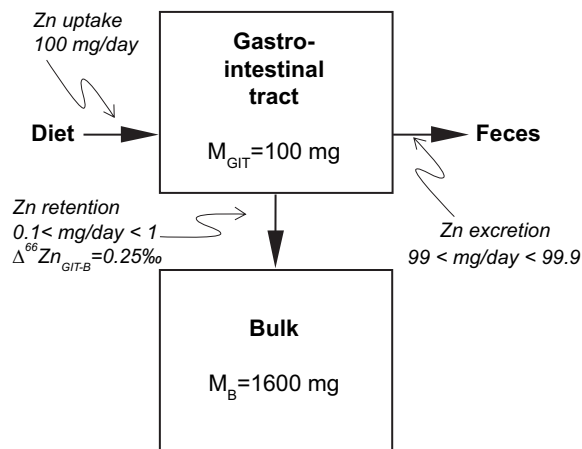 Zn uptake
100 mg/day
Gastro-
intestinal
tract
Diet
Feces
M_GIT=100 mg
Zn retention
0.1< mg/day < 1
Δ⁶⁶Zn_GIT-B=0.25‰
Zn excretion
99 < mg/day < 99.9
Bulk
M_B=1600 mg